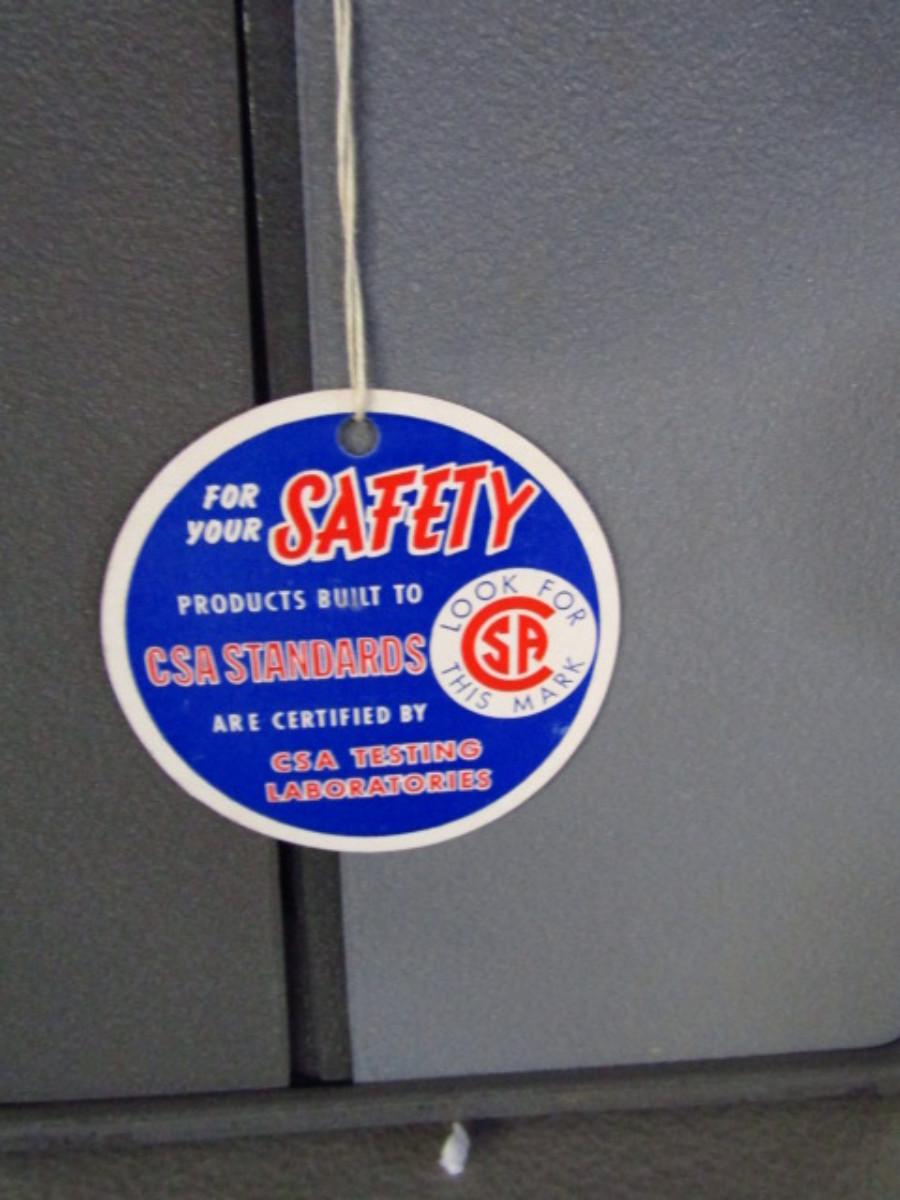 FOR YOUR SAFETY
PRODUCTS BUILT TO
CSA STANDARDS
ARE CERTIFIED BY
CSA TESTING
LABORATORIES
LOOK FOR
CSA
THIS MARK